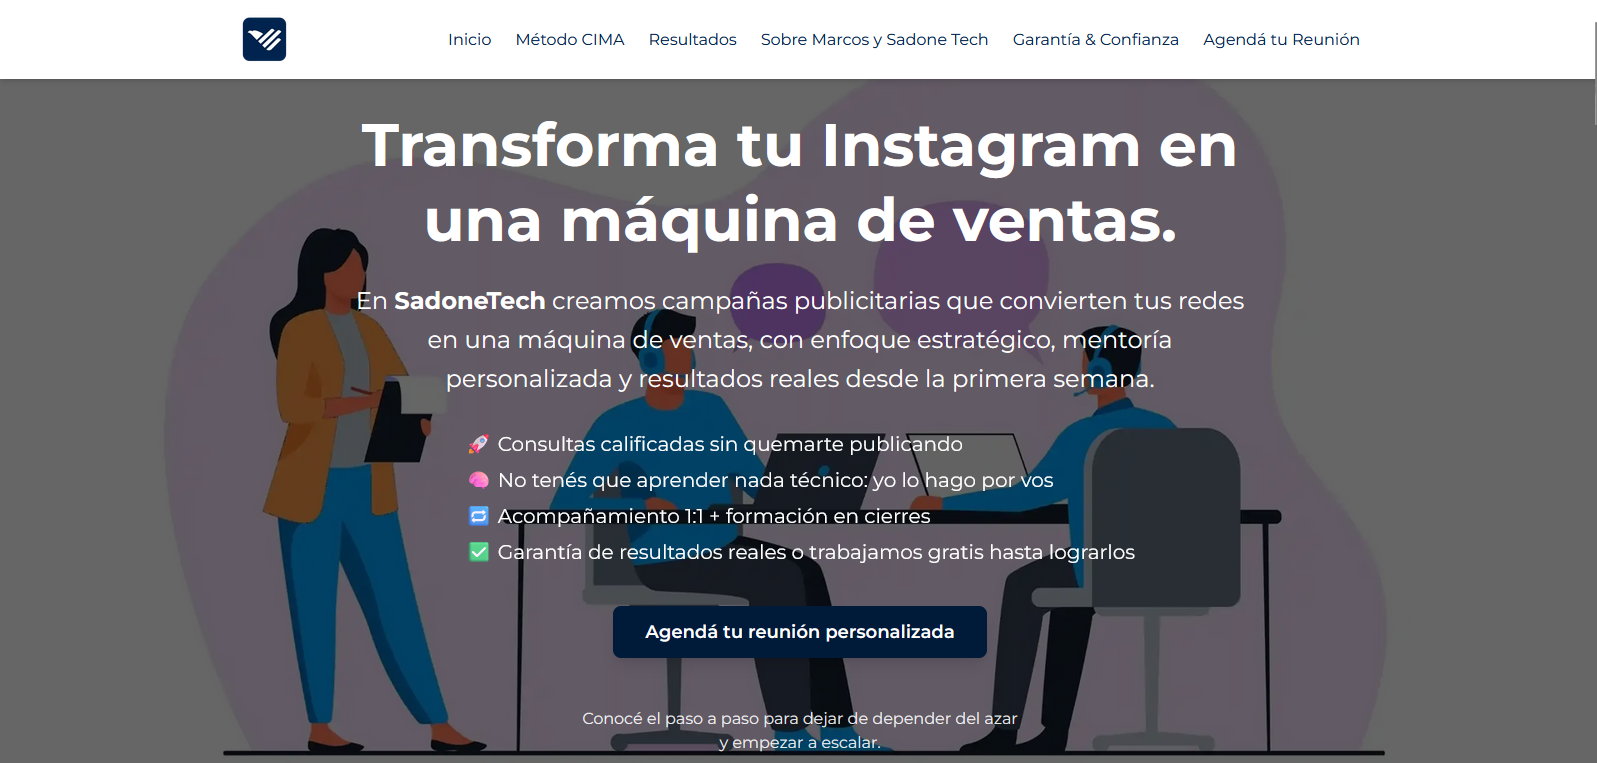 Inicio Método CIMA Resultados Sobre Marcos y Sadone Tech Garantía & Confianza Agendá tu Reunión
Transforma tu Instagram en
una máquina de ventas.
En SadoneTech creamos campañas publicitarias que convierten tus redes
en una máquina de ventas, con enfoque estratégico, mentoría
personalizada y resultados reales desde la primera semana.
🚀 Consultas calificadas sin quemarte publicando
🧠 No tenés que aprender nada técnico: yo lo hago por vos
🔁 Acompañamiento 1:1 + formación en cierres
✅ Garantía de resultados reales o trabajamos gratis hasta lograrlos
Agendá tu reunión personalizada
Conocé el paso a paso para dejar de depender del azar
y empezar a escalar.